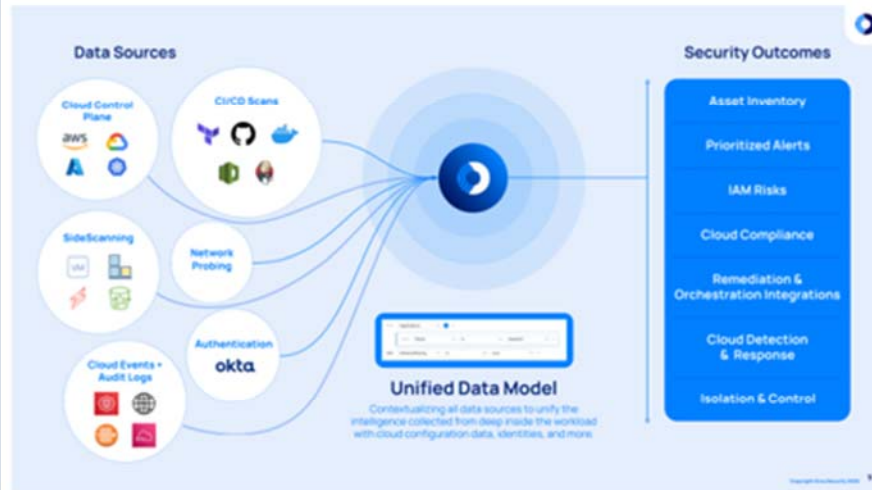 Data Sources
Security Outcomes
Cloud Control
Plane
aws
CI/CD Scans
SideScanning
VM
Network
Probing
Authentication
okta
Cloud Events +
Audit Logs
Unified Data Model
Contextualizing all data sources to unify the
intelligence collected from deep inside the workload
with cloud configuration data, identities, and more
Asset Inventory
Prioritized Alerts
IAM Risks
Cloud Compliance
Remediation &
Orchestration Integrations
Cloud Detection
& Response
Isolation & Control